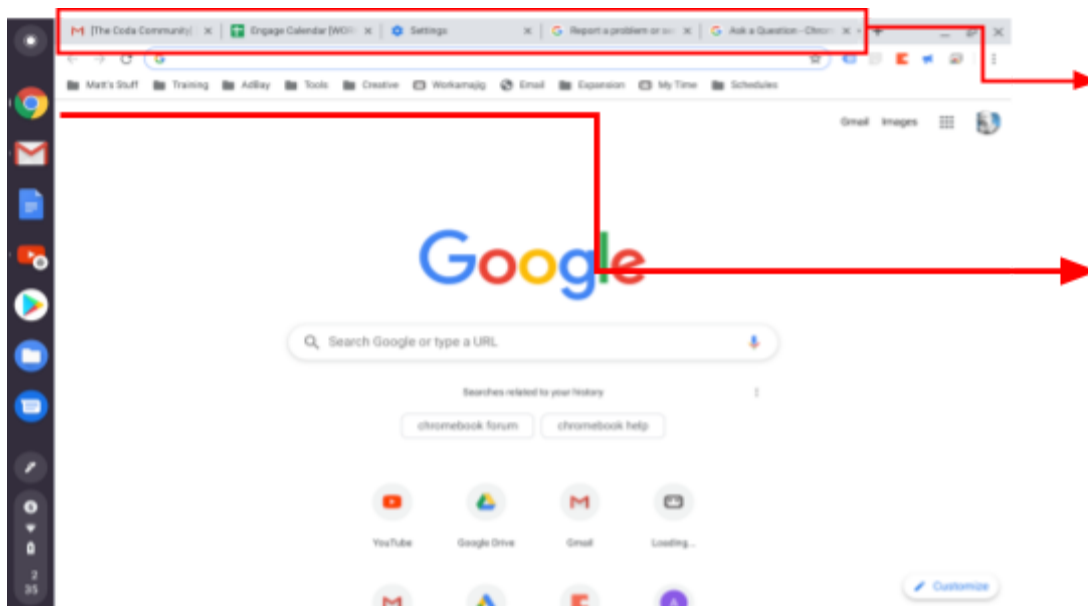 [The Coda Community] Engage Calendar [WOR Settings Report a problem or su Ask a Question - Chrom
Matt's Stuff Training AdBay Tools Creative Workamajig Email Expansion My Time Schedules
Gmail Images
Google
Search Google or type a URL
Searches related to your history
chromebook forum chromebook help
YouTube Google Drive Gmail Loading...
Customize
2
35